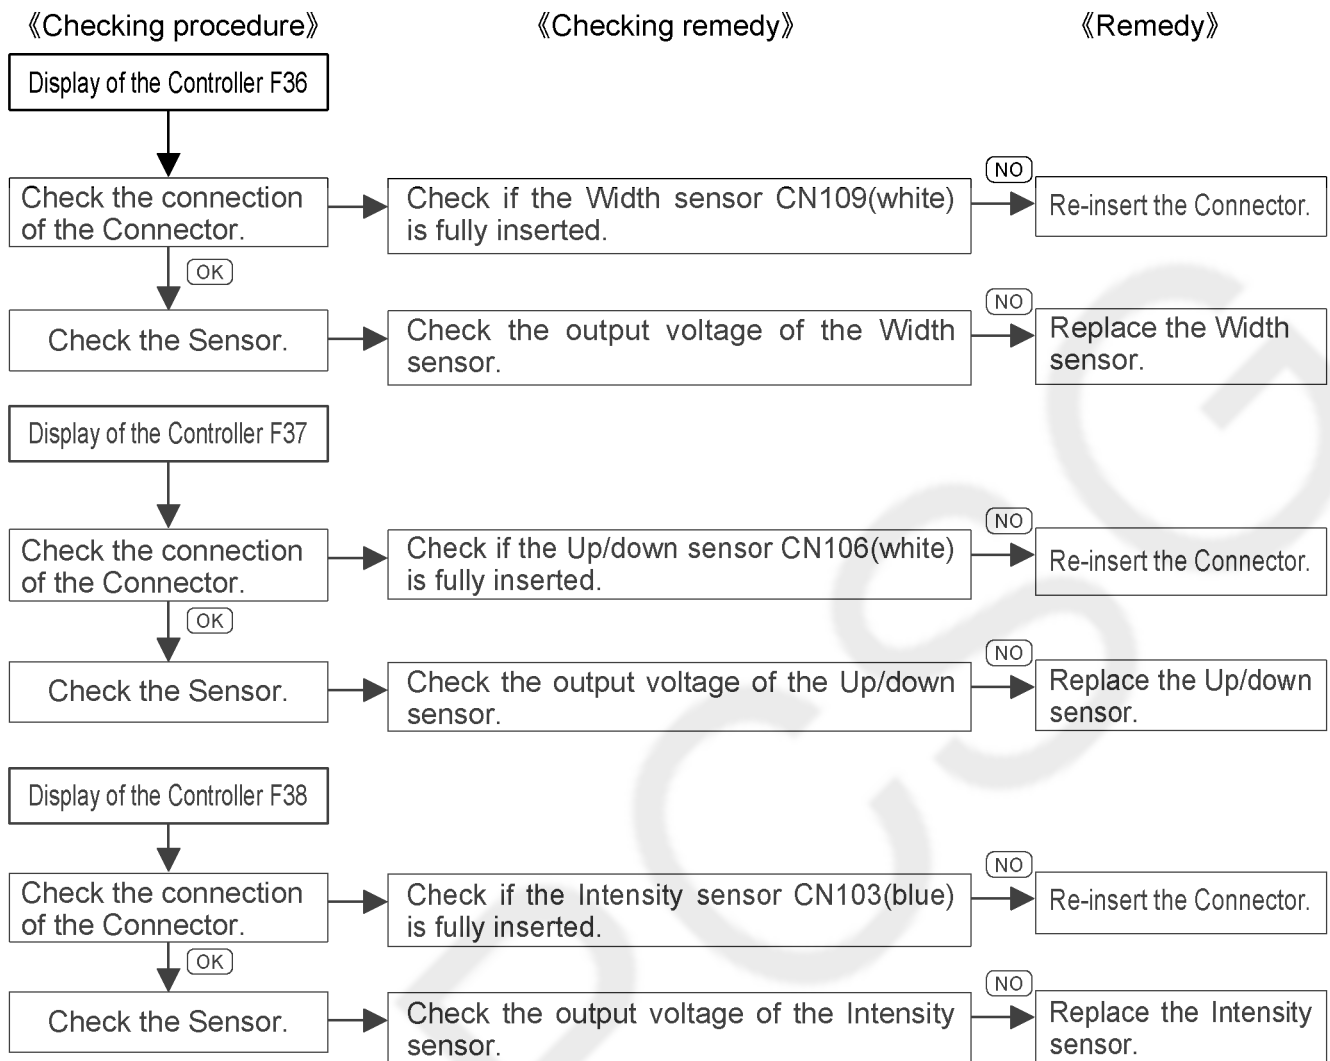 《Checking procedure》 《Checking remedy》 《Remedy》
Display of the Controller F36
Check the connection
of the Connector.
Check if the Width sensor CN109(white)
is fully inserted.
NO
Re-insert the Connector.
OK
Check the Sensor.
Check the output voltage of the Width
sensor.
NO
Replace the Width
sensor.
Display of the Controller F37
Check the connection
of the Connector.
Check if the Up/down sensor CN106(white)
is fully inserted.
NO
Re-insert the Connector.
OK
Check the Sensor.
Check the output voltage of the Up/down
sensor.
NO
Replace the Up/down
sensor.
Display of the Controller F38
Check the connection
of the Connector.
Check if the Intensity sensor CN103(blue)
is fully inserted.
NO
Re-insert the Connector.
OK
Check the Sensor.
Check the output voltage of the Intensity
sensor.
NO
Replace the Intensity
sensor.
PCSG